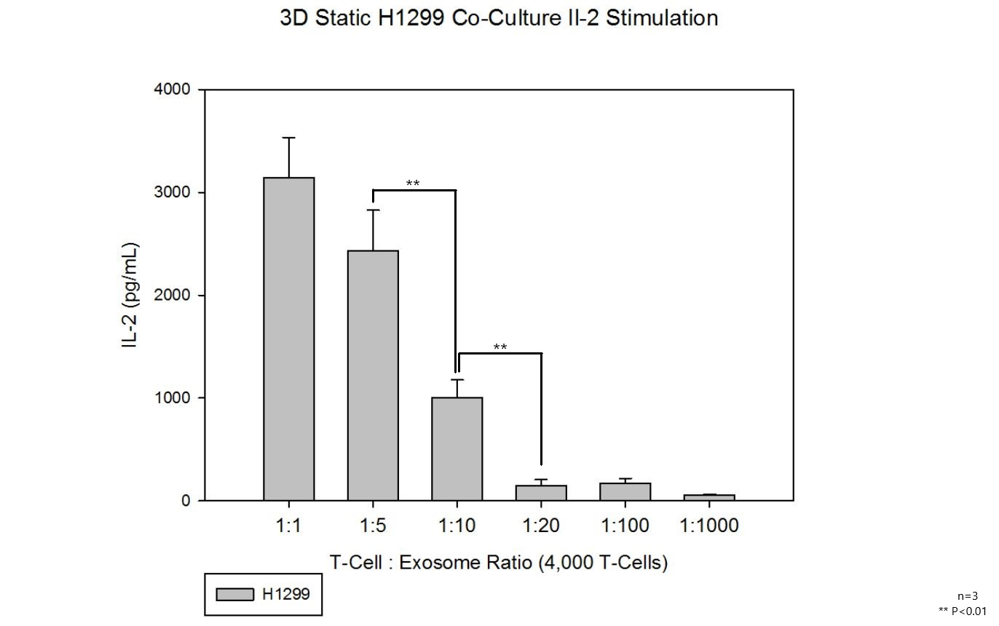 3D Static H1299 Co-Culture Il-2 Stimulation
4000
3000
2000
1000
0
IL-2 (pg/mL)
**
**
1:1 1:5 1:10 1:20 1:100 1:1000
T-Cell : Exosome Ratio (4,000 T-Cells)
H1299
n=3
** P<0.01